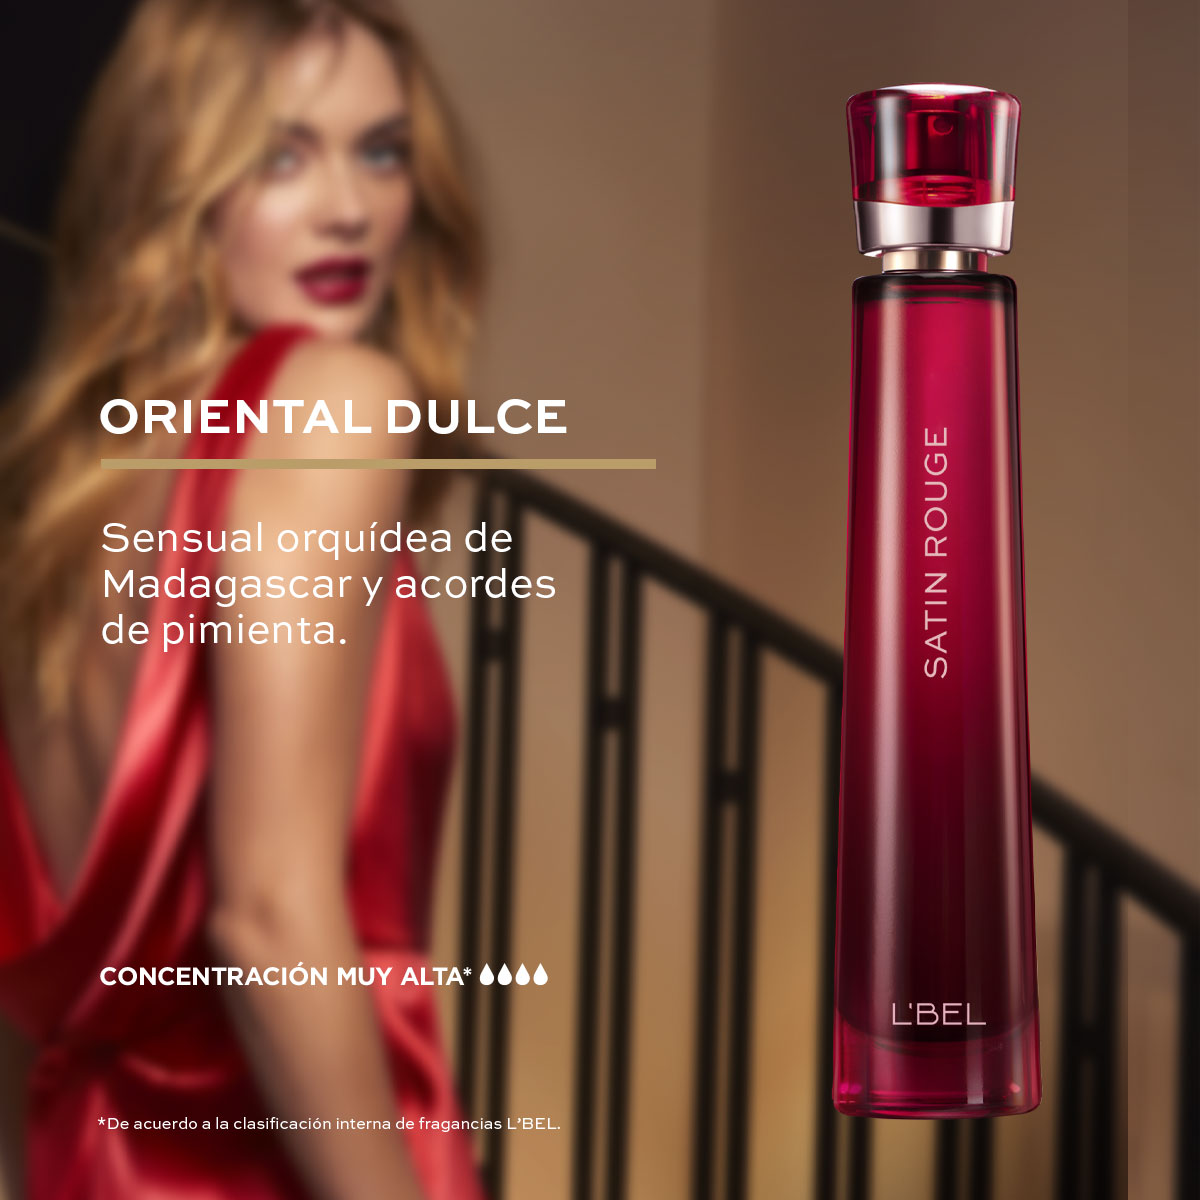 ORIENTAL DULCE
Sensual orquídea de
Madagascar y acordes
de pimienta.
CONCENTRACIÓN MUY ALTA*
*De acuerdo a la clasificación interna de fragancias L'BEL.
SATIN ROUGE
L'BEL